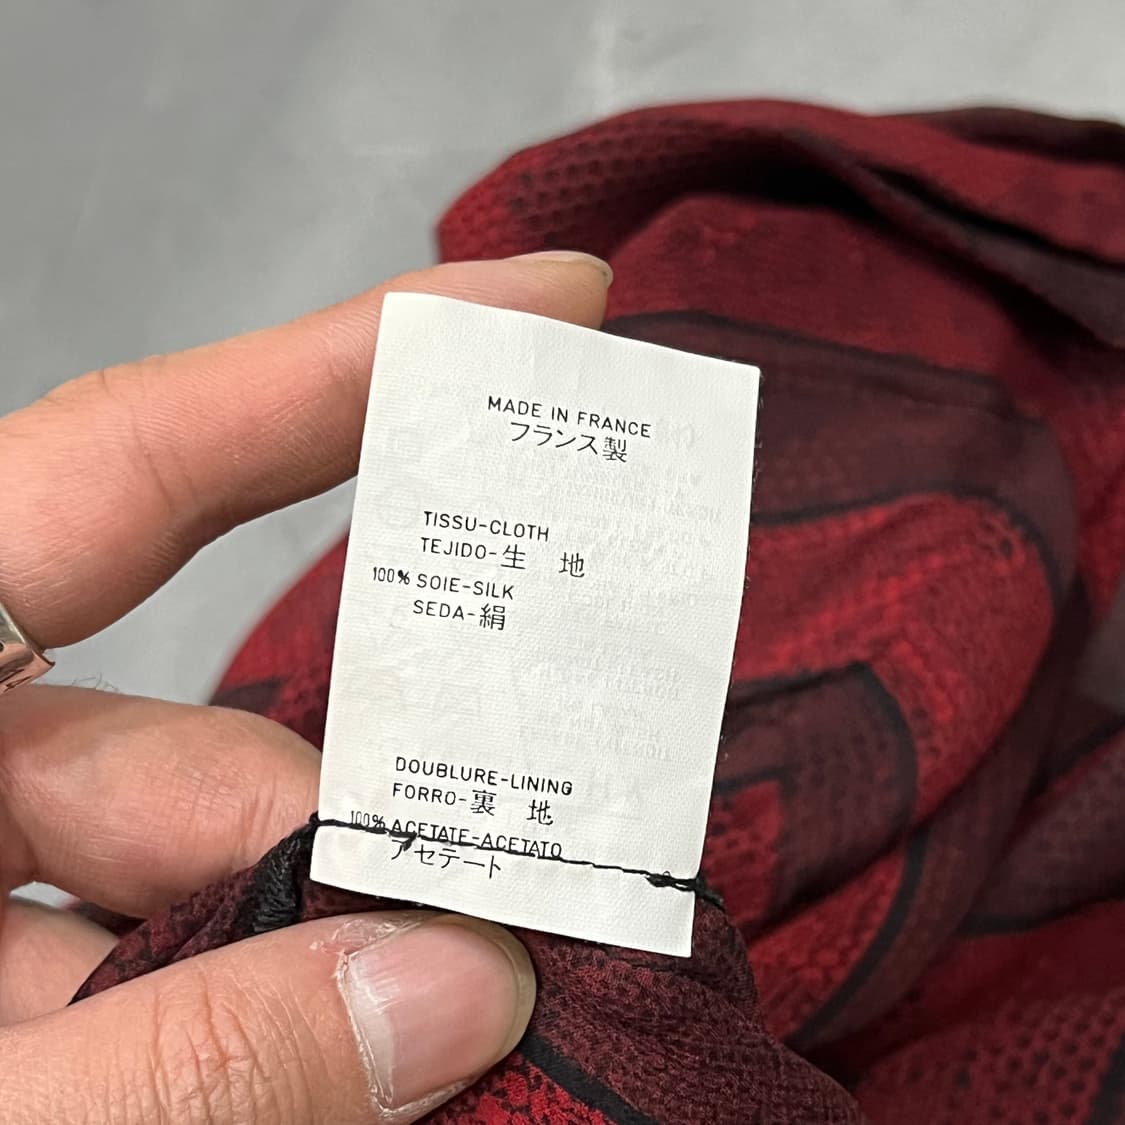 MADE IN FRANCE
フランス製
TISSU-CLOTH
TEJIDO-生 地
100% SOIE-SILK
SEDA-絹
DOUBLURE-LINING
FORRO-裏 地
100% ACETATE-ACETATO
アセテート